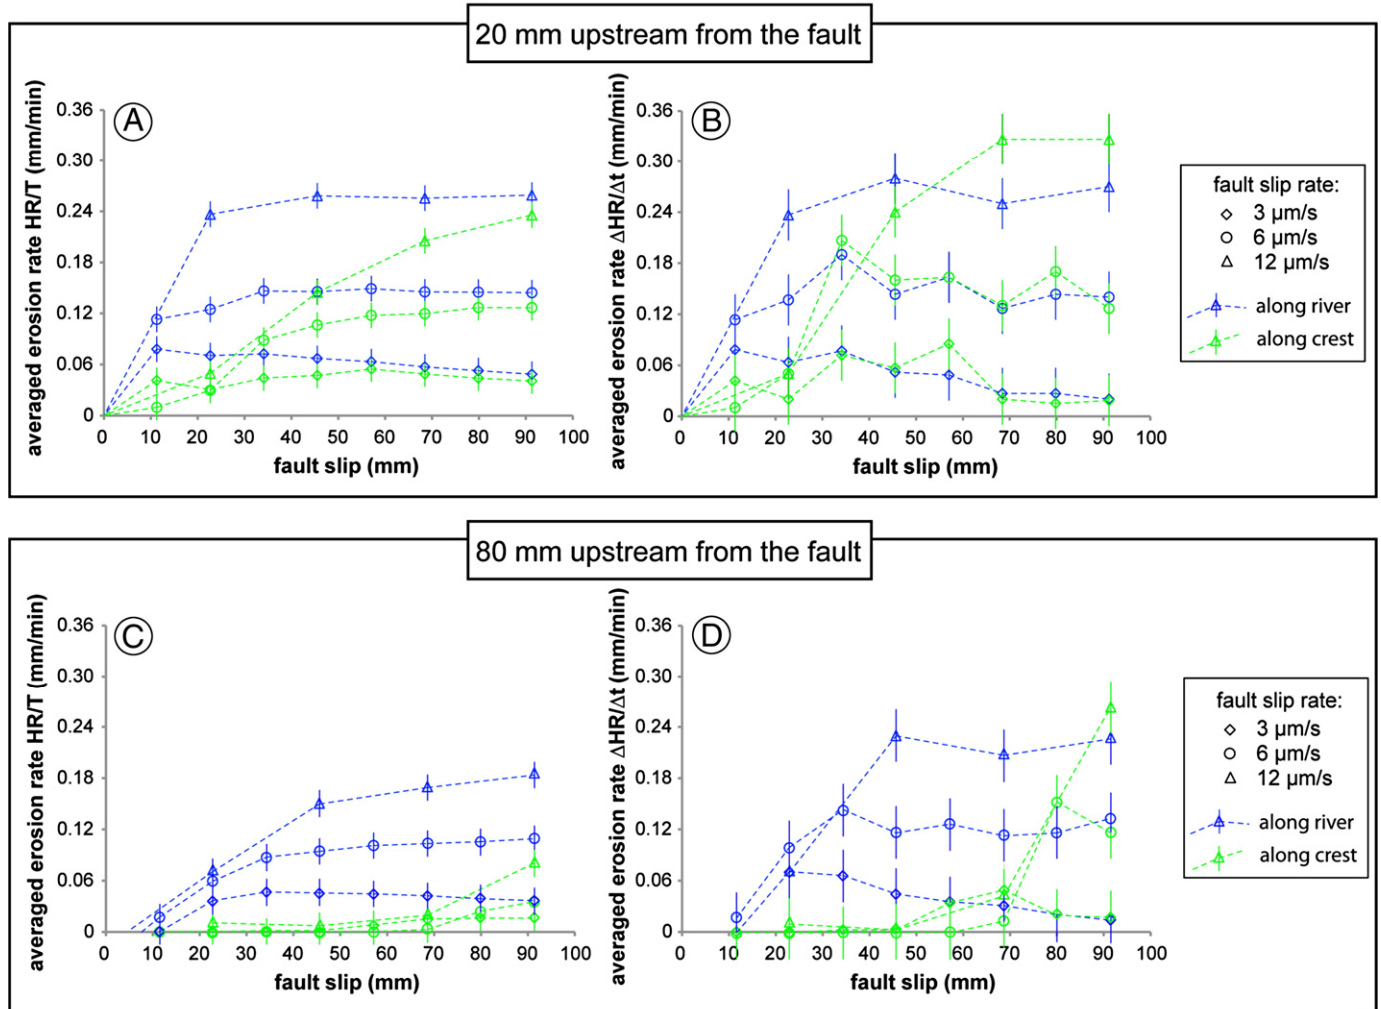 20 mm upstream from the fault
A
averaged erosion rate HR/T (mm/min)
0.36
0.30
0.24
0.18
0.12
0.06
0
0 10 20 30 40 50 60 70 80 90 100
fault slip (mm)
B
averaged erosion rate ΔHR/Δt (mm/min)
0.36
0.30
0.24
0.18
0.12
0.06
0
0 10 20 30 40 50 60 70 80 90 100
fault slip (mm)
fault slip rate:
3 µm/s
6 µm/s
12 µm/s
along river
along crest
80 mm upstream from the fault
C
averaged erosion rate HR/T (mm/min)
0.36
0.30
0.24
0.18
0.12
0.06
0
0 10 20 30 40 50 60 70 80 90 100
fault slip (mm)
D
averaged erosion rate ΔHR/Δt (mm/min)
0.36
0.30
0.24
0.18
0.12
0.06
0
0 10 20 30 40 50 60 70 80 90 100
fault slip (mm)
fault slip rate:
3 µm/s
6 µm/s
12 µm/s
along river
along crest